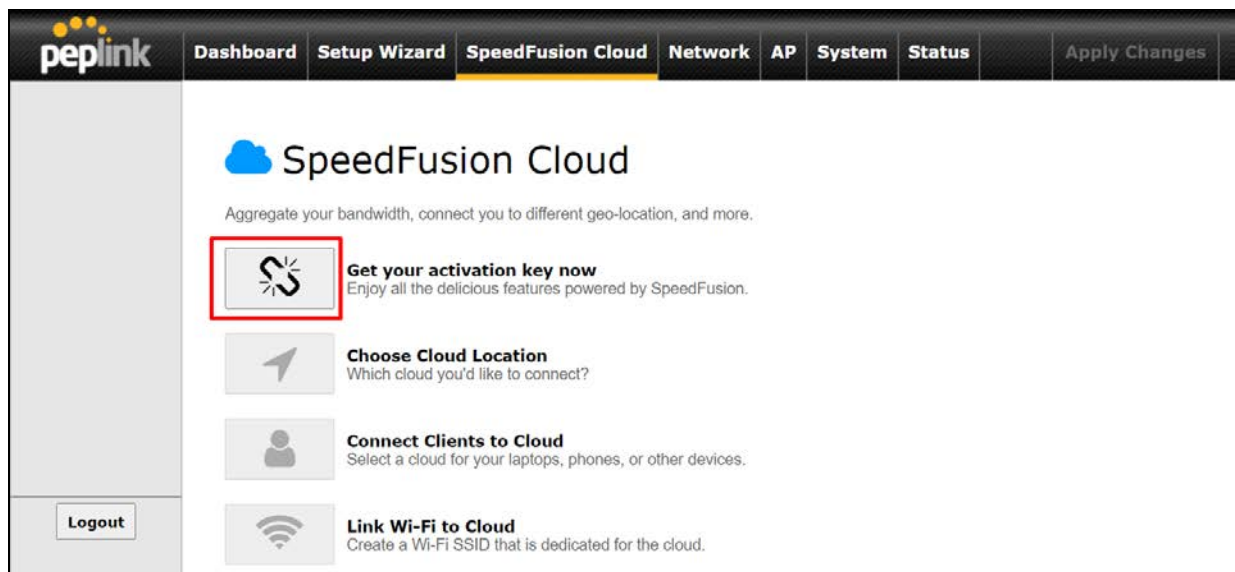 peplink
Dashboard Setup Wizard SpeedFusion Cloud Network AP System Status Apply Changes
SpeedFusion Cloud
Aggregate your bandwidth, connect you to different geo-location, and more.
Get your activation key now
Enjoy all the delicious features powered by SpeedFusion.
Choose Cloud Location
Which cloud you'd like to connect?
Connect Clients to Cloud
Select a cloud for your laptops, phones, or other devices.
Logout
Link Wi-Fi to Cloud
Create a Wi-Fi SSID that is dedicated for the cloud.